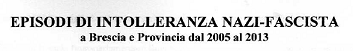 EPISODI DI INTOLLERANZA NAZI-FASCISTA
a Brescia e Provincia dal 2005 al 2013